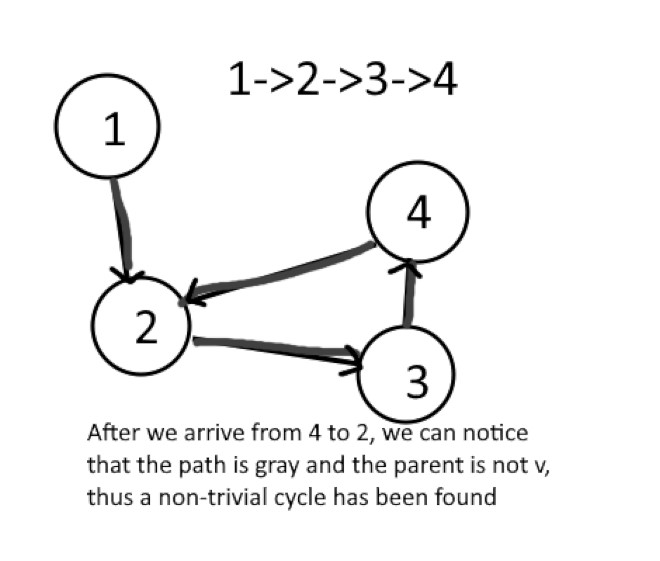 1->2->3->4
1
4
2
3
After we arrive from 4 to 2, we can notice
that the path is gray and the parent is not v,
thus a non-trivial cycle has been found